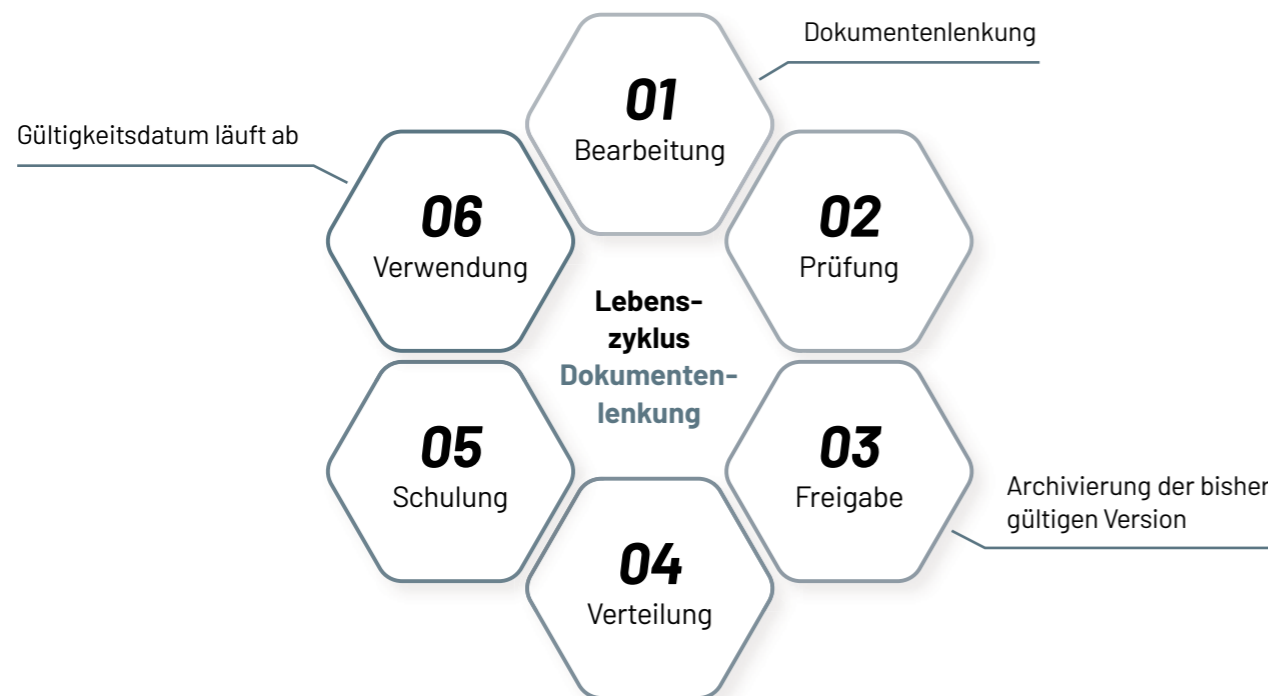 Dokumentenlenkung
01
Bearbeitung
Gültigkeitsdatum läuft ab
06
Verwendung
02
Prüfung
Lebens-
zyklus
Dokumenten-
lenkung
05
Schulung
03
Freigabe
Archivierung der bisher
gültigen Version
04
Verteilung